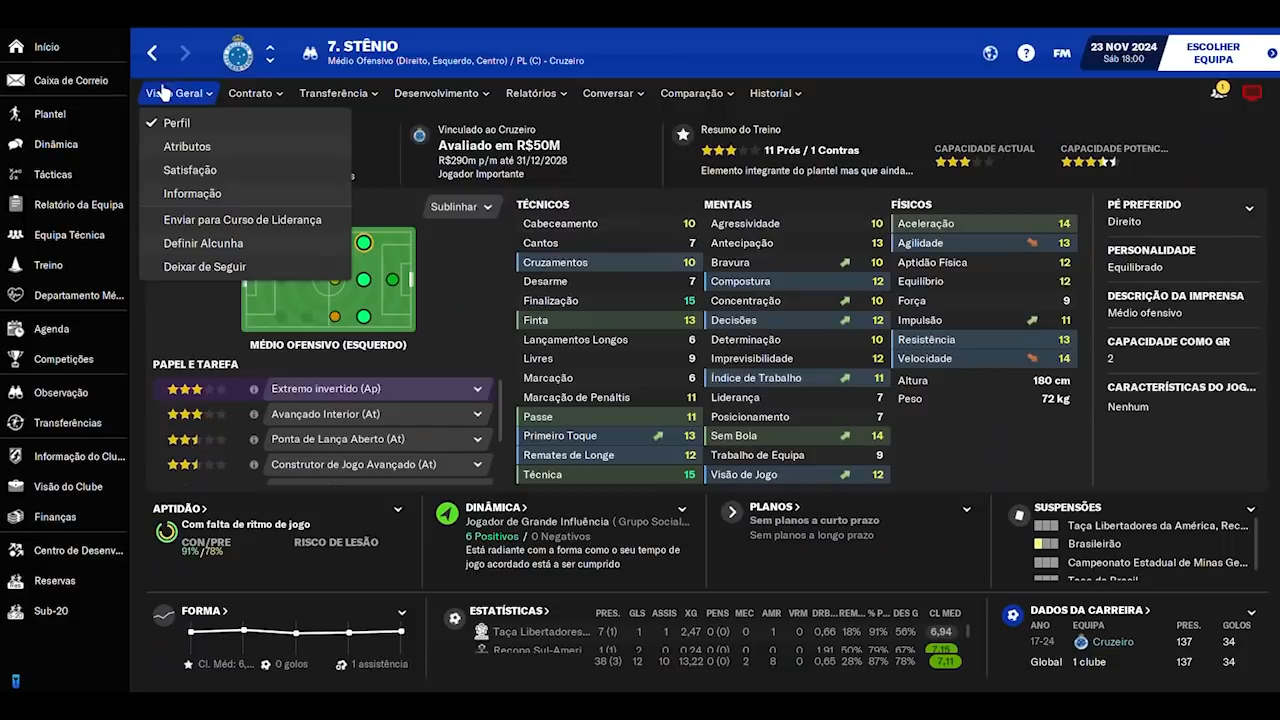 Início
Caixa de Correio
Plantel
Dinâmica
Tácticas
Relatório da Equipa
Equipa Técnica
Treino
Departamento Mé...
Agenda
Competições
Observação
Transferências
Informação do Clu...
Visão do Clube
Finanças
Centro de Desenv...
Reservas
Sub-20
7. STÊNIO
Médio Ofensivo (Direito, Esquerdo, Centro) / PL (C) - Cruzeiro
FM
23 NOV 2024
Sáb 18:00
ESCOLHER EQUIPA
Contrato
Transferência
Desenvolvimento
Relatórios
Conversar
Comparação
Historial
1
Perfil
Atributos
Satisfação
Informação
Enviar para Curso de Liderança
Definir Alcunha
Deixar de Seguir
Vinculado ao Cruzeiro
Avaliado em R$50M
R$290m p/m até 31/12/2028
Jogador Importante
Resumo do Treino
11 Prós / 1 Contras
Elemento integrante do plantel mas que ainda...
CAPACIDADE ACTUAL
CAPACIDADE POTENC...
Sublinhar
MÉDIO OFENSIVO (ESQUERDO)
PAPEL E TAREFA
Extremo invertido (Ap)
Avançado Interior (At)
Ponta de Lança Aberto (At)
Construtor de Jogo Avançado (At)
TÉCNICOS
Cabeceamento 10
Cantos 7
Cruzamentos 10
Desarme 7
Finalização 15
Finta 13
Lançamentos Longos 6
Livres 9
Marcação 6
Marcação de Penáltis 11
Passe 11
Primeiro Toque 13
Remates de Longe 12
Técnica 15
MENTAIS
Agressividade 10
Antecipação 13
Bravura 10
Compostura 12
Concentração 10
Decisões 12
Determinação 10
Imprevisibilidade 12
Índice de Trabalho 11
Liderança 7
Posicionamento 7
Sem Bola 14
Trabalho de Equipa 9
Visão de Jogo 12
FÍSICOS
Aceleração 14
Agilidade 13
Aptidão Física 12
Equilíbrio 12
Força 9
Impulsão 11
Resistência 13
Velocidade 14
Altura 180 cm
Peso 72 kg
PÉ PREFERIDO
Direito
PERSONALIDADE
Equilibrado
DESCRIÇÃO DA IMPRENSA
Médio ofensivo
CAPACIDADE COMO GR
2
CARACTERÍSTICAS DO JOG...
Nenhum
APTIDÃO
Com falta de ritmo de jogo
CON/PRE
91%/78%
RISCO DE LESÃO
DINÂMICA
Jogador de Grande Influência ( Grupo Social...
6 Positivos / 0 Negativos
Está radiante com a forma como o seu tempo de
jogo acordado está a ser cumprido
PLANOS
Sem planos a curto prazo
Sem planos a longo prazo
SUSPENSÕES
Taça Libertadores da América, Rec...
Brasileirão
Campeonato Estadual de Minas Ge...
FORMA
Cl. Méd: 6,... 0 golos 1 assistência
ESTATÍSTICAS PRES. GLS ASSIS XG PENS MEC AMR VRM DRB... REM... % P... DES G CL MED
Taça Libertadores... 7 (1) 1 1 2,47 0 (0) 0 1 0 0,66 18% 91% 56% 6,94
38 (3) 12 10 13,22 0 (0) 2 8 0 0,65 28% 87% 78% 7,11
DADOS DA CARREIRA
ANO EQUIPA PRES. GOLOS
17-24 Cruzeiro 137 34
Global 1 clube 137 34